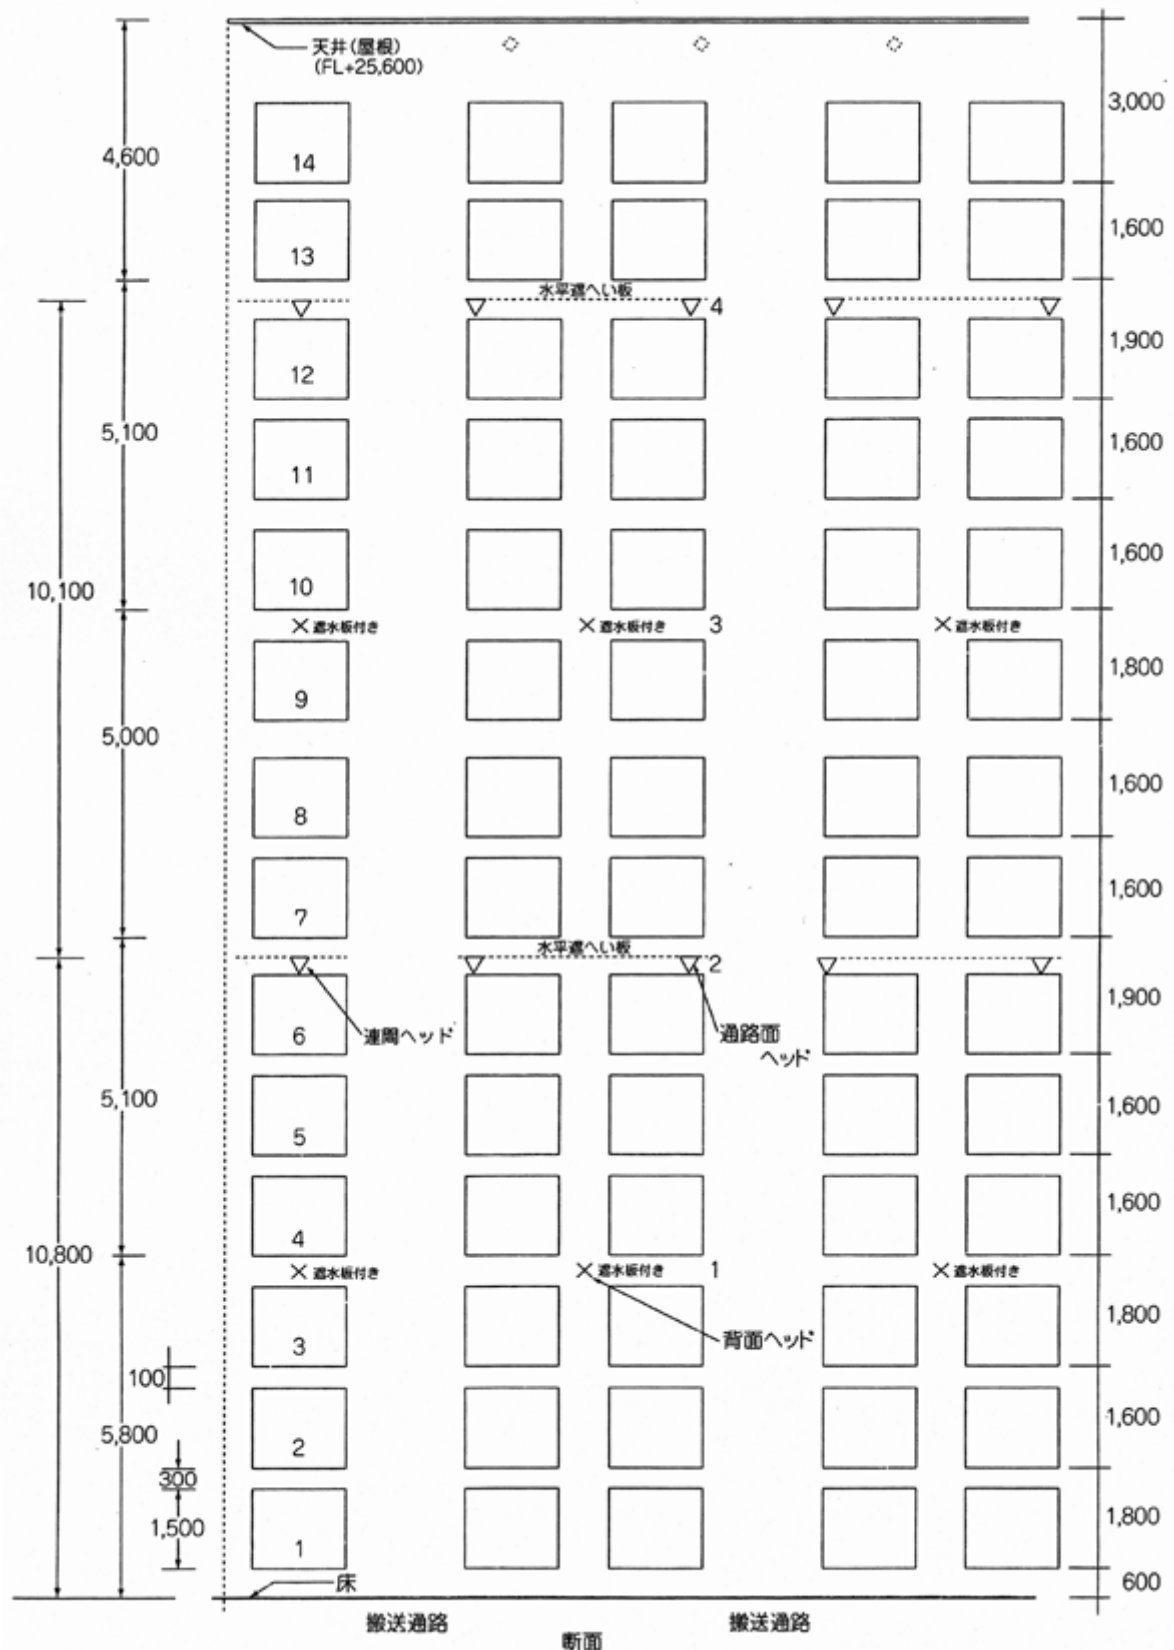 天井(屋根)
(FL+25,600)
3,000
4,600
14
13
1,600
水平遮へい板
4
1,900
12
5,100
11
1,600
10
1,600
10,100
遮水板付き
遮水板付き
3
遮水板付き
1,800
9
5,000
8
1,600
7
1,600
水平遮へい板
2
1,900
6
連間ヘッド
通路面
ヘッド
5,100
5
1,600
4
1,600
10,800
遮水板付き
遮水板付き
1
遮水板付き
1,800
3
背面ヘッド
100
5,800
2
1,600
300
1,500
1
1,800
床
600
搬送通路
搬送通路
断面